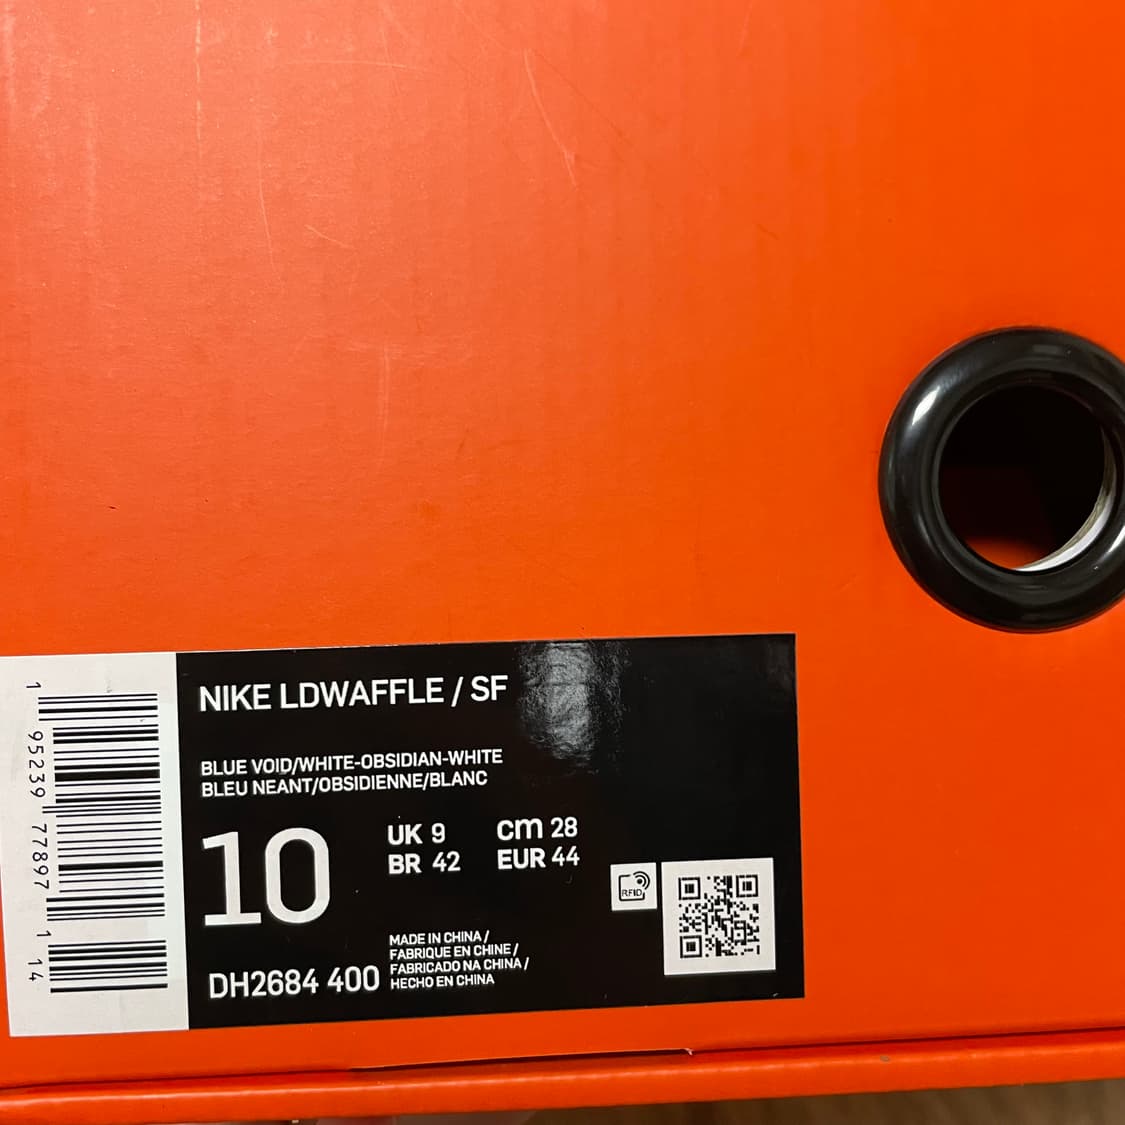 NIKE LDWAFFLE / SF
BLUE VOID/WHITE-OBSIDIAN-WHITE
BLEU NEANT/OBSIDIENNE/BLANC
10
UK 9
cm 28
BR 42
EUR 44
RFID
MADE IN CHINA /
FABRIQUE EN CHINE /
FABRICADO NA CHINA /
HECHO EN CHINA
DH2684 400
1 95239 77897 1 14